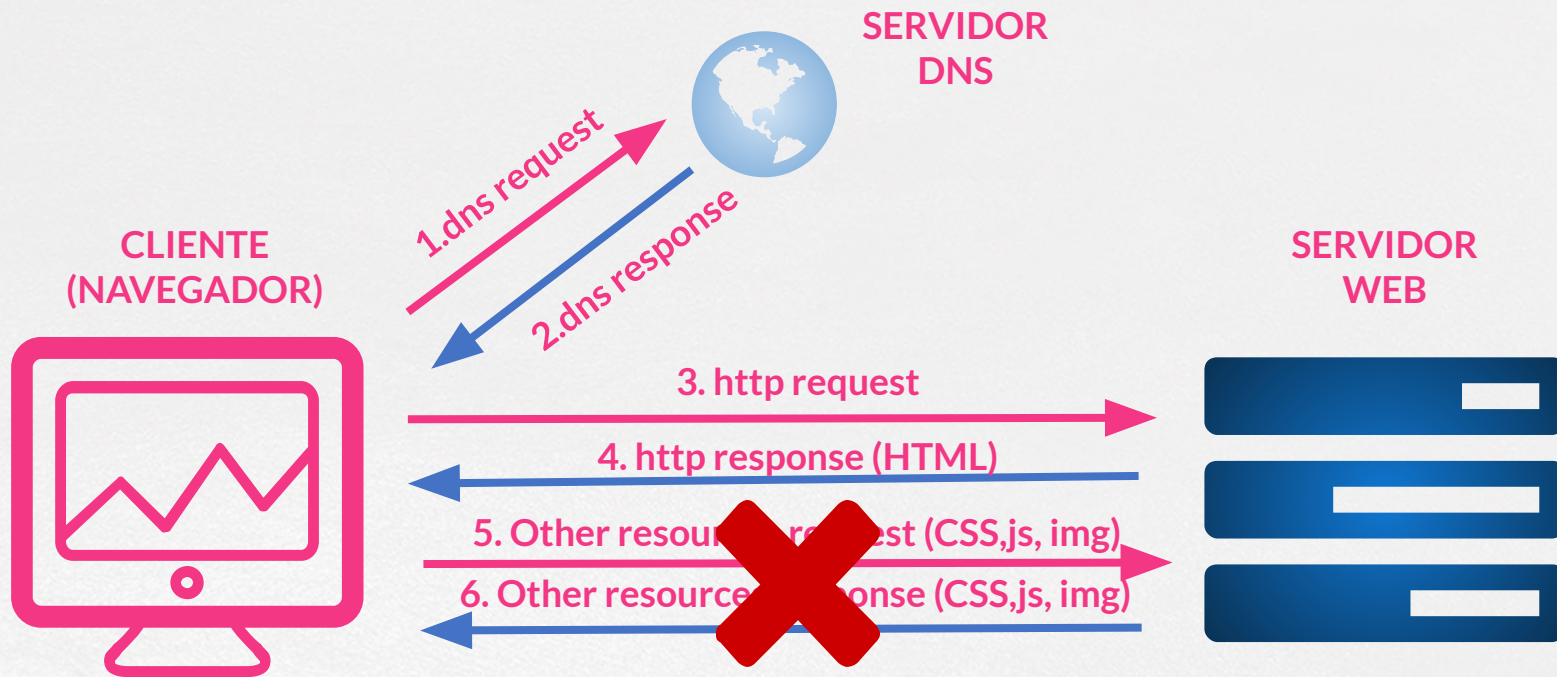 SERVIDOR
DNS
1.dns request
2.dns response
CLIENTE
(NAVEGADOR)
SERVIDOR
WEB
3. http request
4. http response (HTML)
5. Other (CSS,js, img)
6. Other (CSS,js, img)